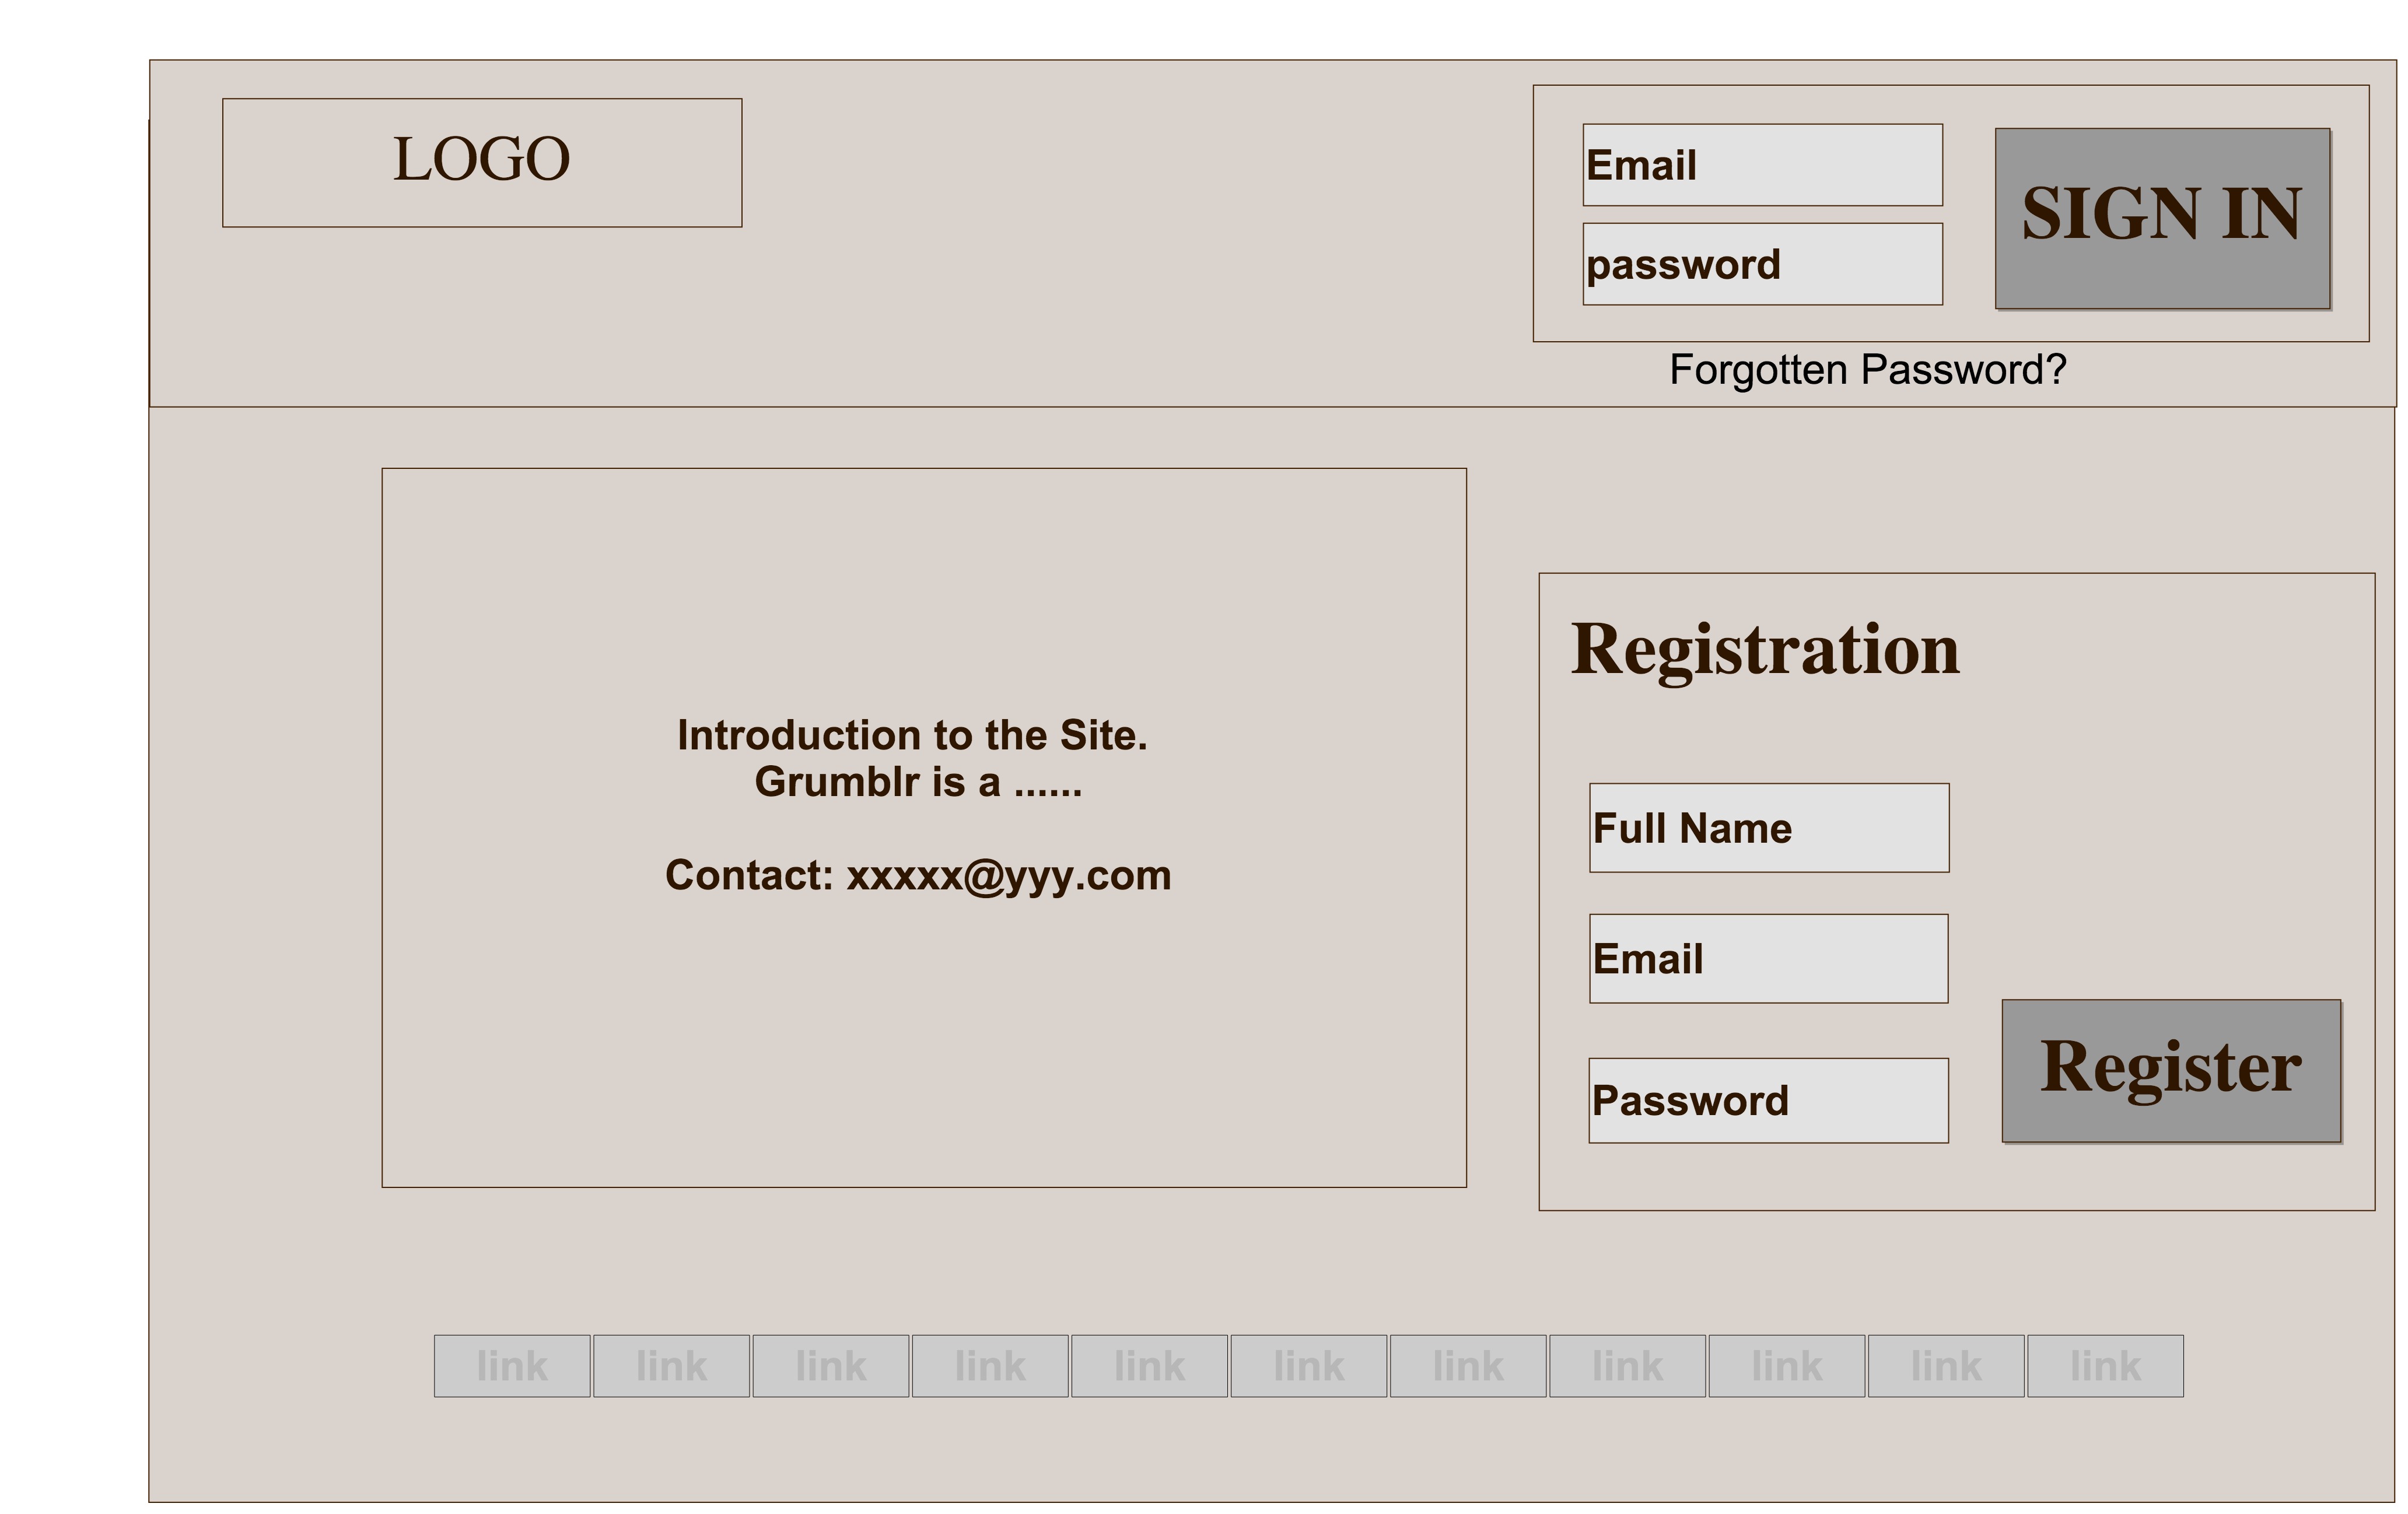 LOGO
Email
password
SIGN IN
Forgotten Password?
Introduction to the Site.
Grumblr is a ......
Contact: xxxxx@yyy.com
Registration
Full Name
Email
Password
Register
link link link link link link link link link link link